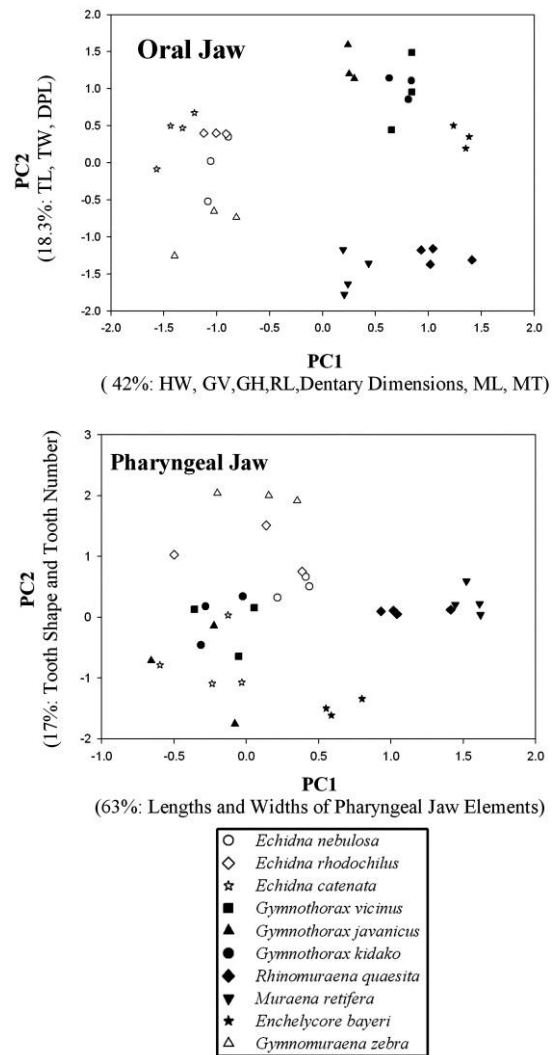 Oral Jaw
PC2
(18.3%: TL, TW, DPL)
2.0
1.5
1.0
0.5
0.0
-0.5
-1.0
-1.5
-2.0
-2.0 -1.5 -1.0 -0.5 0.0 0.5 1.0 1.5 2.0
PC1
( 42%: HW, GV,GH,RL,Dentary Dimensions, ML, MT)
Pharyngeal Jaw
PC2
(17%: Tooth Shape and Tooth Number)
3
2
1
0
-1
-2
-1.0 -0.5 0.0 0.5 1.0 1.5 2.0
PC1
(63%: Lengths and Widths of Pharyngeal Jaw Elements)
Echidna nebulosa
Echidna rhodochilus
Echidna catenata
Gymnothorax vicinus
Gymnothorax javanicus
Gymnothorax kidako
Rhinomuraena quaesita
Muraena retifera
Enchelycore bayeri
Gymnomuraena zebra